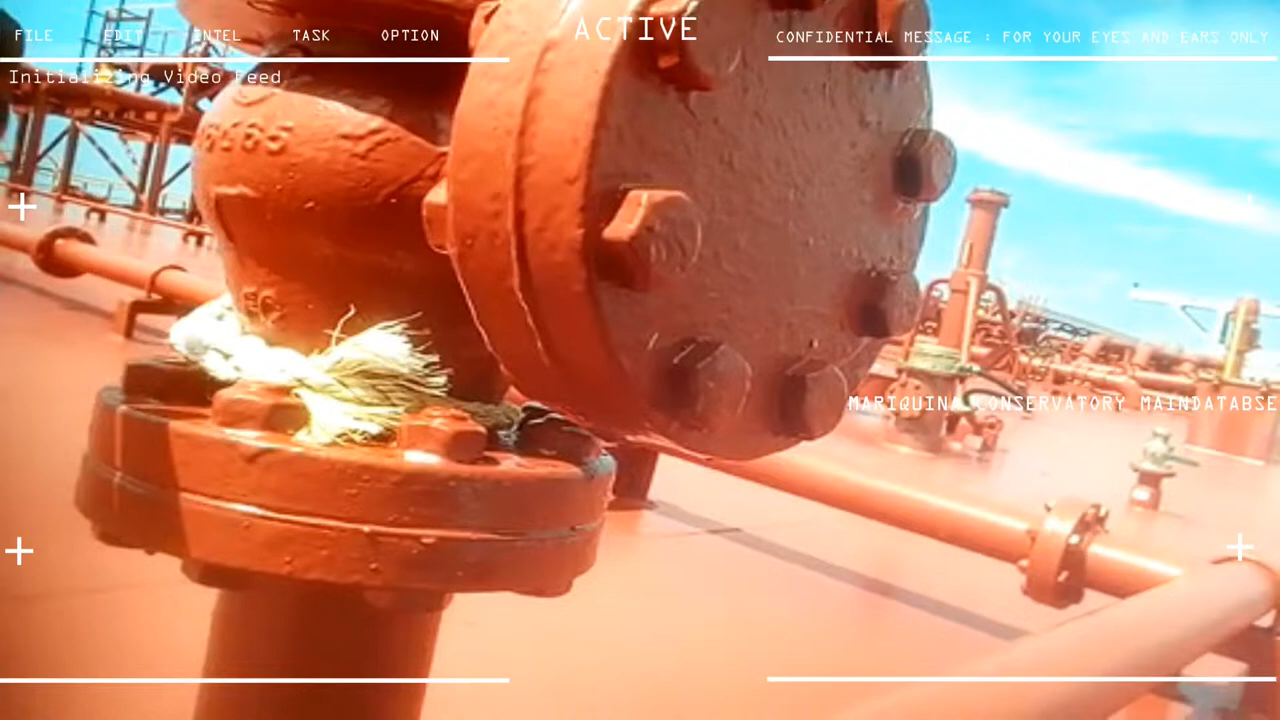 FILE EDIT INTEL TASK OPTION
ACTIVE
CONFIDENTIAL MESSAGE : FOR YOUR EYES AND EARS ONLY
Initializing Video Feed
MARIQUINA CONSERVATORY MAINDATABSE